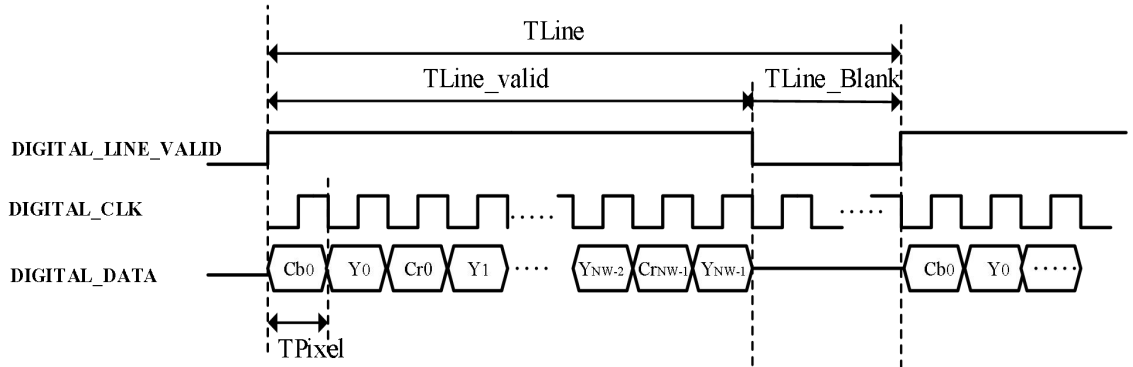 TLine
TLine_valid
TLine_Blank
DIGITAL_LINE_VALID
DIGITAL_CLK
.....
.....
DIGITAL_DATA
Cb0
Y0
Cr0
Y1
....
YNW-2
CrNW-1
YNW-1
Cb0
Y0
.....
TPixel